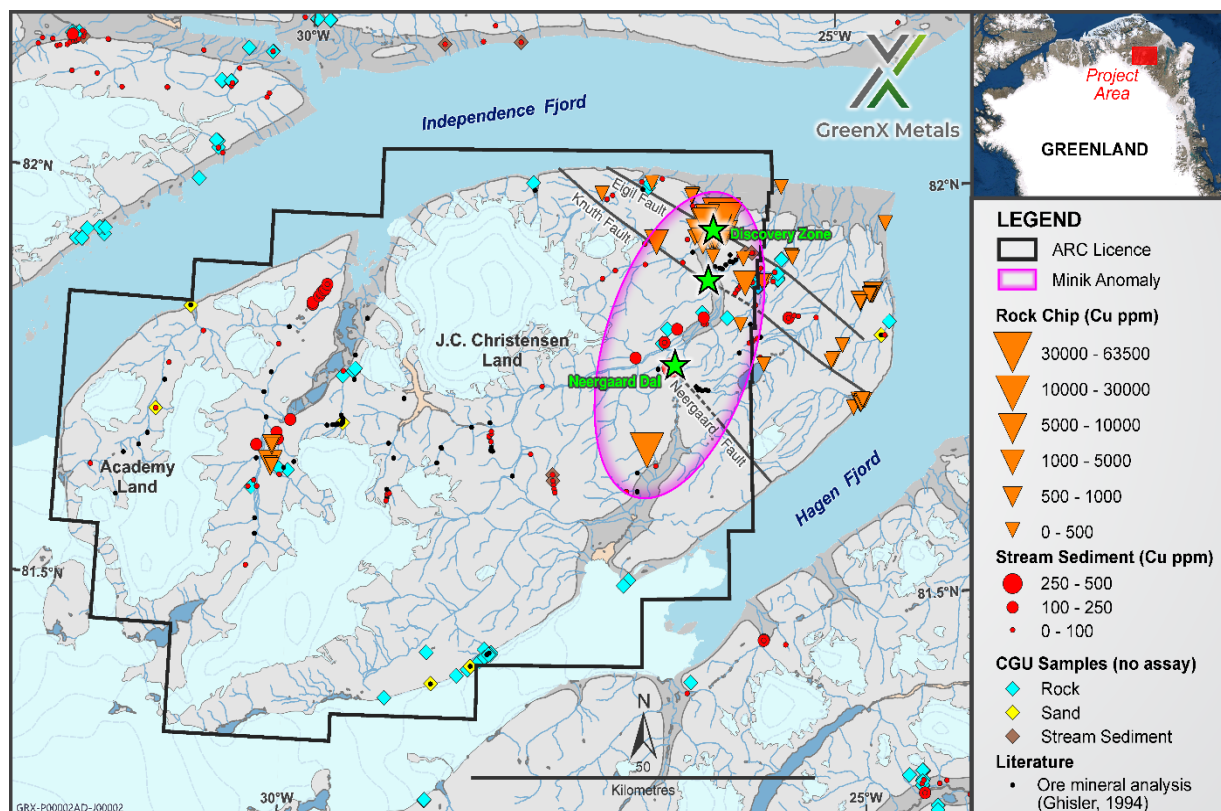 30°W
25°W
Independence Fjord
GreenX Metals
Project
Area
GREENLAND
82°N
82°N
Eigil Fault
Knuth Fault
Discovery Zone
J.C. Christensen
Land
Neergaard Dal
Neergaard Fault
Academy
Land
Hagen Fjord
81.5°N
81.5°N
N
50
Kilometres
30°W
25°W
GRX-P00002AD-J00002
LEGEND
ARC Licence
Minik Anomaly
Rock Chip (Cu ppm)
30000 - 63500
10000 - 30000
5000 - 10000
1000 - 5000
500 - 1000
0 - 500
Stream Sediment (Cu ppm)
250 - 500
100 - 250
0 - 100
CGU Samples (no assay)
Rock
Sand
Stream Sediment
Literature
Ore mineral analysis
(Ghisler, 1994)